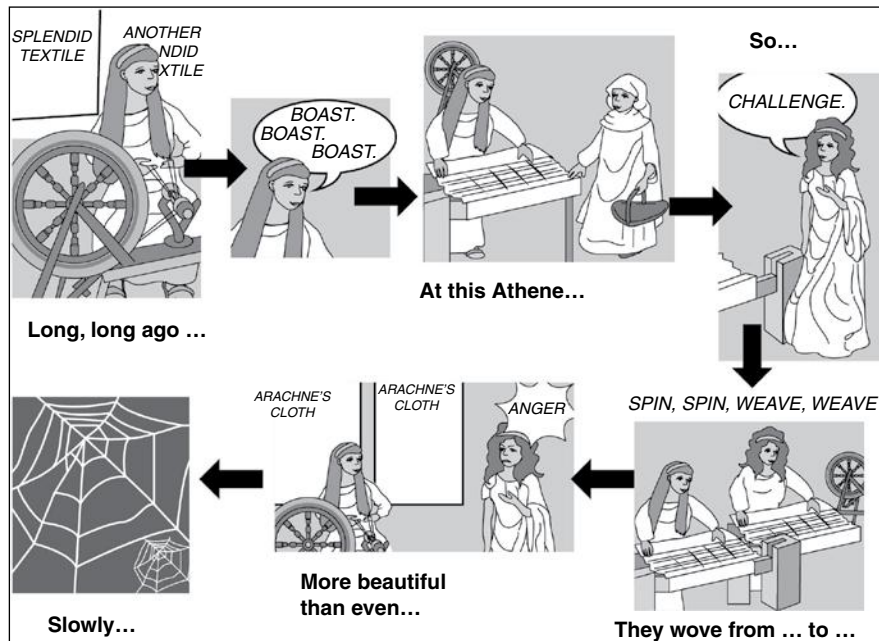 SPLENDID
TEXTILE
ANOTHER
NDID
XTILE
Long, long ago …
BOAST.
BOAST.
BOAST.
At this Athene…
So…
CHALLENGE.
SPIN, SPIN, WEAVE, WEAVE
They wove from … to …
ARACHNE'S
CLOTH
ARACHNE'S
CLOTH
ANGER
More beautiful
than even…
Slowly…